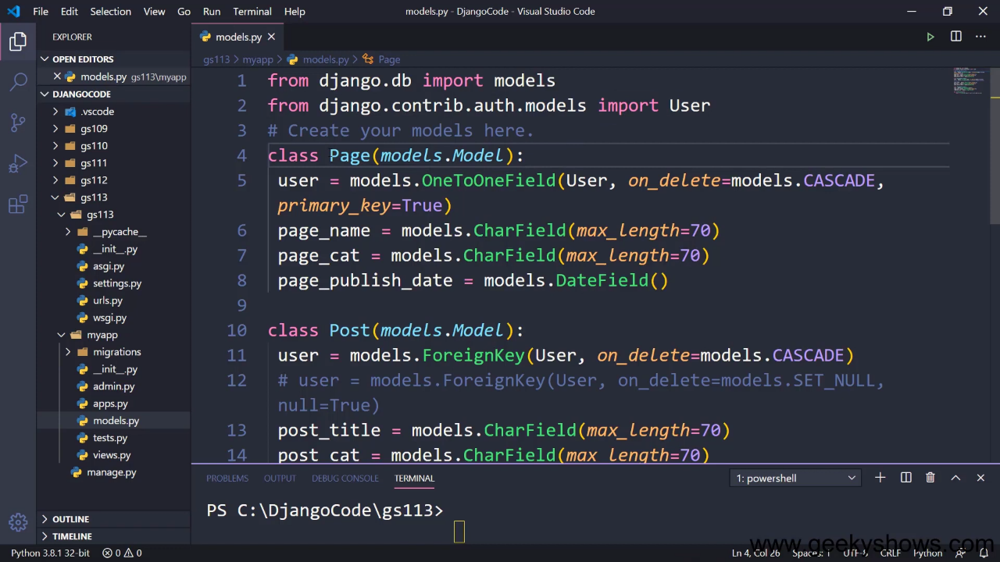 File Edit Selection View Go Run Terminal Help models.py - DjangoCode - Visual Studio Code
EXPLORER
OPEN EDITORS
models.py gs113\myapp
DJANGOCODE
.vscode
gs109
gs110
gs111
gs112
gs113
gs113
__pycache__
__init__.py
asgi.py
settings.py
urls.py
wsgi.py
myapp
migrations
__init__.py
admin.py
apps.py
models.py
tests.py
views.py
manage.py
OUTLINE
TIMELINE
models.py
gs113 > myapp > models.py > Page
1 from django.db import models
2 from django.contrib.auth.models import User
3 # Create your models here.
4 class Page(models.Model):
5 user = models.OneToOneField(User, on_delete=models.CASCADE,
primary_key=True)
6 page_name = models.CharField(max_length=70)
7 page_cat = models.CharField(max_length=70)
8 page_publish_date = models.DateField()
9
10 class Post(models.Model):
11 user = models.ForeignKey(User, on_delete=models.CASCADE)
12 # user = models.ForeignKey(User, on_delete=models.SET_NULL,
null=True)
13 post_title = models.CharField(max_length=70)
14 post_cat = models.CharField(max_length=70)
PROBLEMS OUTPUT DEBUG CONSOLE TERMINAL 1: powershell
PS C:\DjangoCode\gs113>
www.geekyshows.com
Python 3.8.1 32-bit 0 0 Ln 4, Col 26 Spaces: 1 UTF-8 CRLF Python